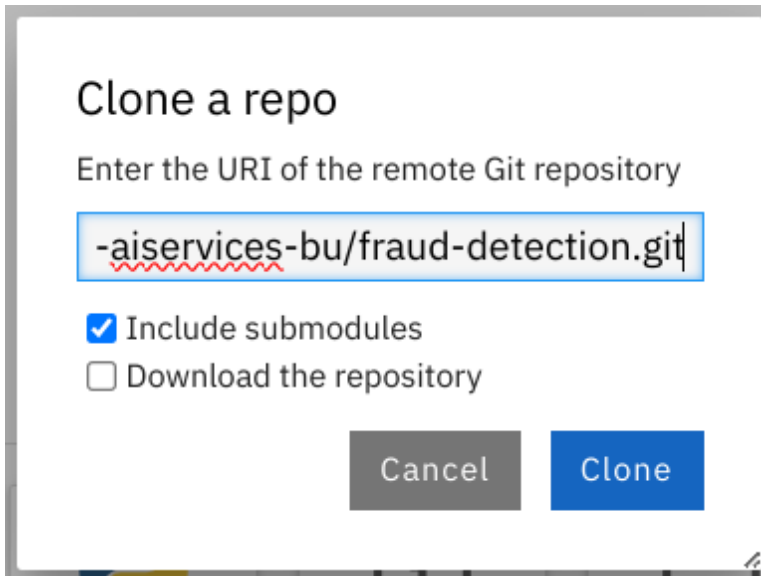 Clone a repo
Enter the URI of the remote Git repository
-aiservices-bu/fraud-detection.git
Include submodules
Download the repository
Cancel Clone